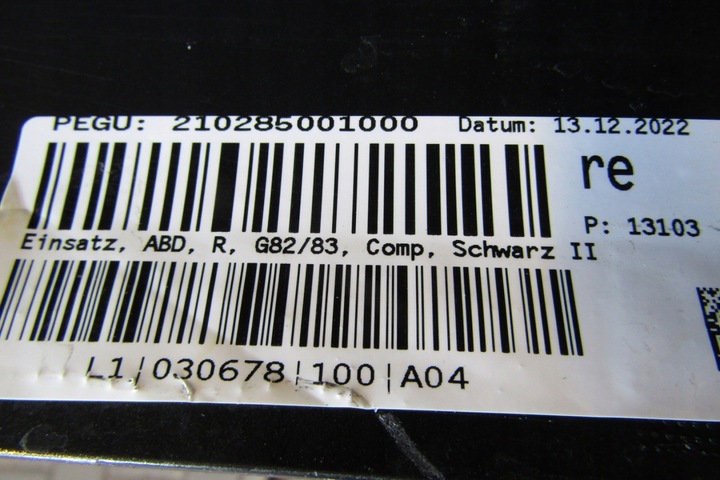 PEGU: 210285001000 Datum: 13.12.2022
re
P: 13103
Einsatz, ABD, R, G82/83, Comp, Schwarz II
L1¦030678¦100¦A04